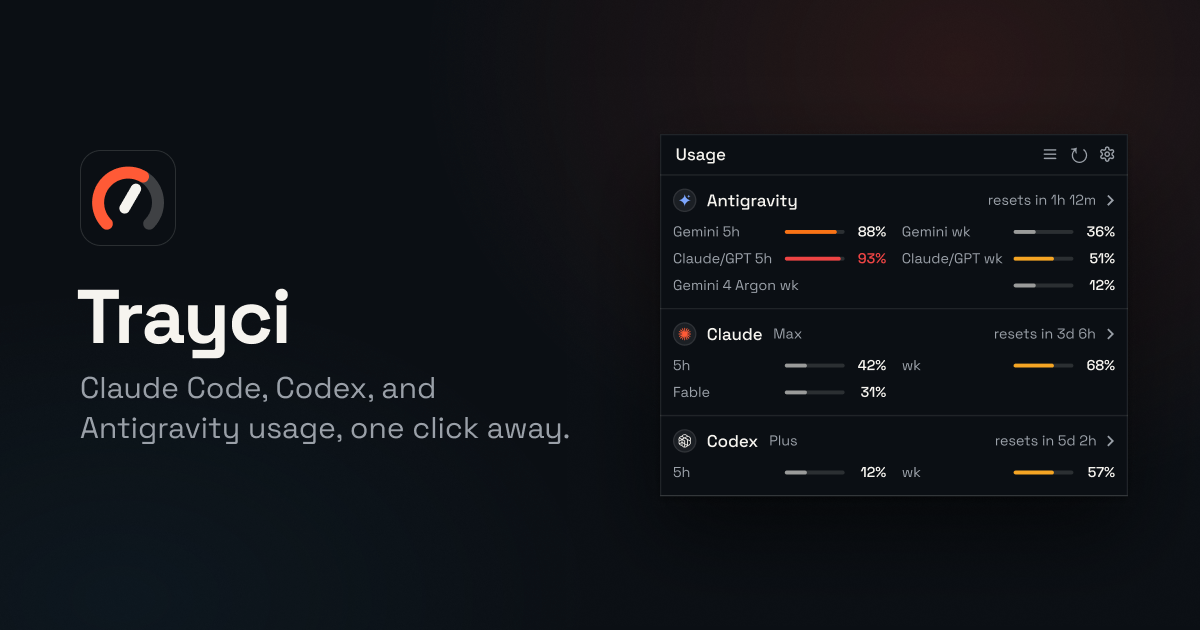 Trayci
Claude Code, Codex, and
Antigravity usage, one click away.
Usage
Antigravity resets in 1h 12m
Gemini 5h 88% Gemini wk 36%
Claude/GPT 5h 93% Claude/GPT wk 51%
Gemini 4 Argon wk 12%
Claude Max resets in 3d 6h
5h 42% wk 68%
Fable 31%
Codex Plus resets in 5d 2h
5h 12% wk 57%